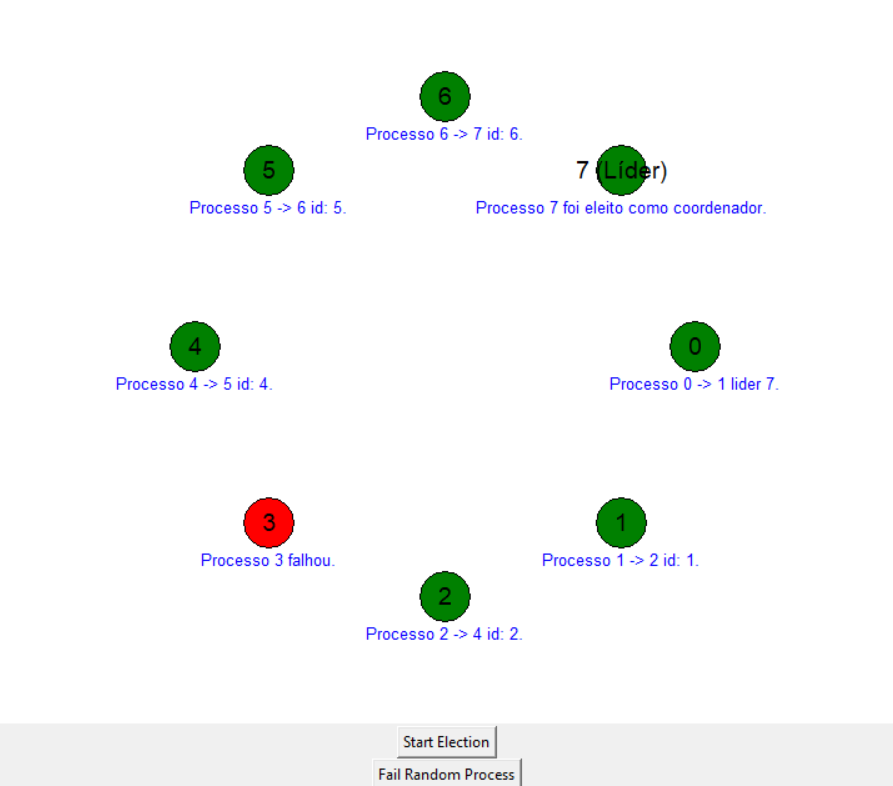 6
Processo 6 -> 7 id: 6.
5
Processo 5 -> 6 id: 5.
7 (Líder)
Processo 7 foi eleito como coordenador.
4
Processo 4 -> 5 id: 4.
0
Processo 0 -> 1 lider 7.
3
Processo 3 falhou.
1
Processo 1 -> 2 id: 1.
2
Processo 2 -> 4 id: 2.
Start Election
Fail Random Process